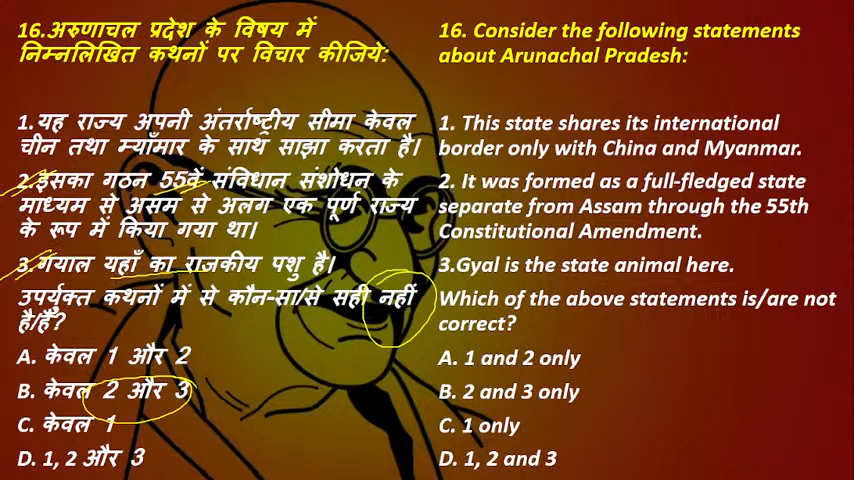 16.अरुणाचल प्रदेश के विषय में
निम्नलिखित कथनों पर विचार कीजिये:
1.यह राज्य अपनी अंतर्राष्ट्रीय सीमा केवल
चीन तथा म्याँमार के साथ साझा करता है।
2.इसका गठन 55वें संविधान संशोधन के
माध्यम से असम से अलग एक पूर्ण राज्य
के रूप में किया गया था।
3.गयाल यहाँ का राजकीय पशु है।
उपर्युक्त कथनों में से कौन-सा/से सही नहीं
है/हैं?
A. केवल 1 और 2
B. केवल 2 और 3
C. केवल 1
D. 1, 2 और 3
16. Consider the following statements
about Arunachal Pradesh:
1. This state shares its international
border only with China and Myanmar.
2. It was formed as a full-fledged state
separate from Assam through the 55th
Constitutional Amendment.
3.Gyal is the state animal here.
Which of the above statements is/are not
correct?
A. 1 and 2 only
B. 2 and 3 only
C. 1 only
D. 1, 2 and 3